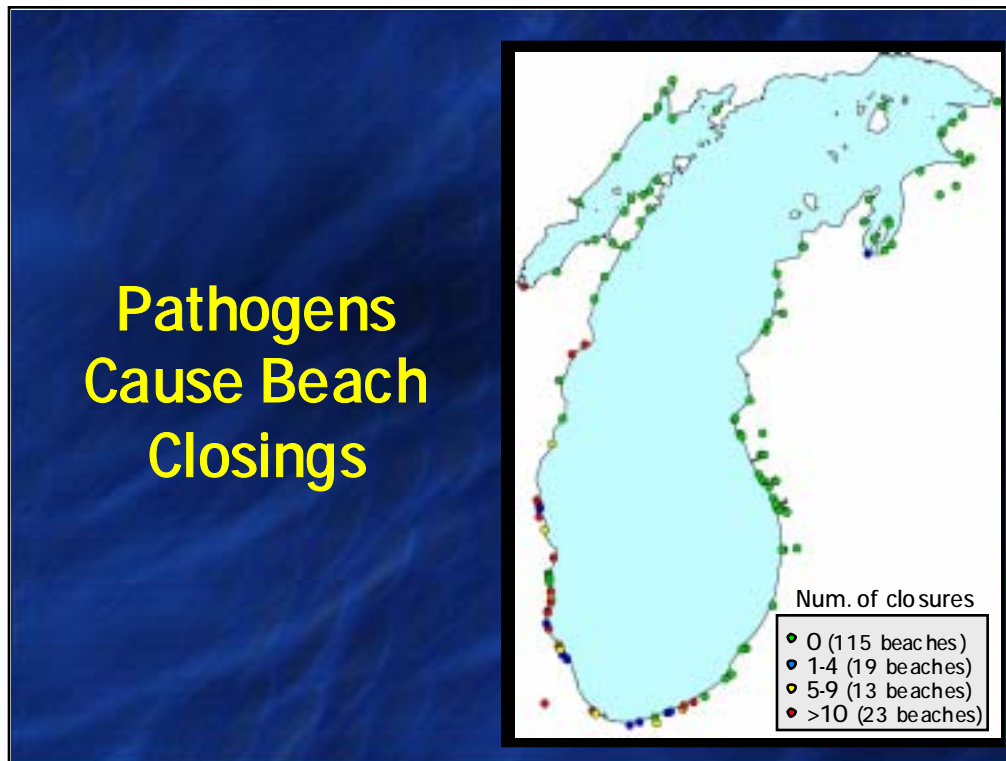 Pathogens
Cause Beach
Closings
Num. of closures
0 (115 beaches)
1-4 (19 beaches)
5-9 (13 beaches)
>10 (23 beaches)